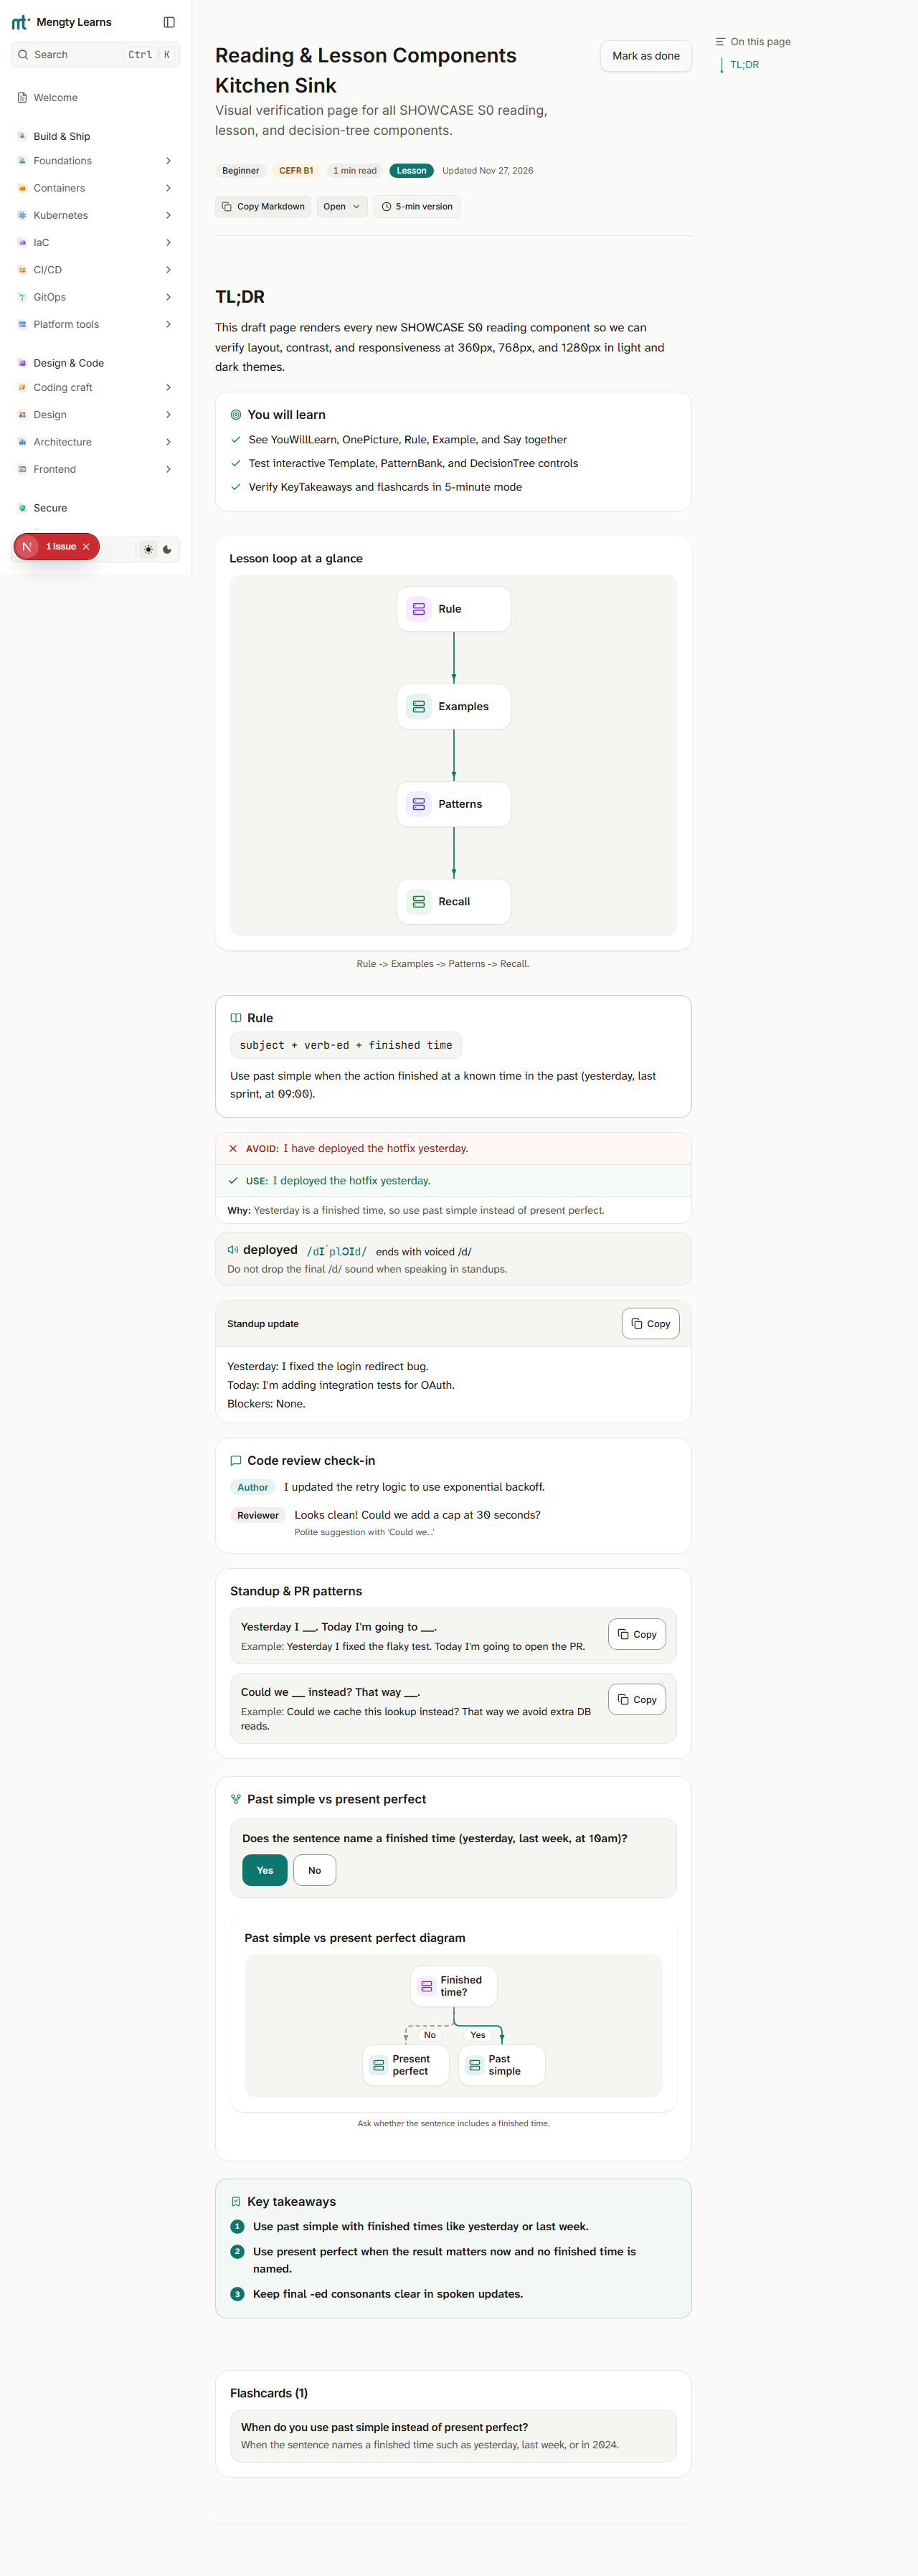 Mengty Learns
Search Ctrl K
Welcome
Build & Ship
Foundations
Containers
Kubernetes
IaC
CI/CD
GitOps
Platform tools
Design & Code
Coding craft
Design
Architecture
Frontend
Secure
1 Issue
Reading & Lesson Components
Kitchen Sink
Mark as done
Visual verification page for all SHOWCASE S0 reading,
lesson, and decision-tree components.
Beginner CEFR B1 1 min read Lesson Updated Nov 27, 2026
Copy Markdown Open 5-min version
On this page
TL;DR
TL;DR
This draft page renders every new SHOWCASE S0 reading component so we can
verify layout, contrast, and responsiveness at 360px, 768px, and 1280px in light and
dark themes.
You will learn
See YouWillLearn, OnePicture, Rule, Example, and Say together
Test interactive Template, PatternBank, and DecisionTree controls
Verify KeyTakeaways and flashcards in 5-minute mode
Lesson loop at a glance
Rule
Examples
Patterns
Recall
Rule -> Examples -> Patterns -> Recall.
Rule
subject + verb-ed + finished time
Use past simple when the action finished at a known time in the past (yesterday, last
sprint, at 09:00).
AVOID: I have deployed the hotfix yesterday.
USE: I deployed the hotfix yesterday.
Why: Yesterday is a finished time, so use past simple instead of present perfect.
deployed /dɪˈplɔɪd/ ends with voiced /d/
Do not drop the final /d/ sound when speaking in standups.
Standup update Copy
Yesterday: I fixed the login redirect bug.
Today: I'm adding integration tests for OAuth.
Blockers: None.
Code review check-in
Author I updated the retry logic to use exponential backoff.
Reviewer Looks clean! Could we add a cap at 30 seconds?
Polite suggestion with 'Could we...'
Standup & PR patterns
Yesterday I ___. Today I'm going to ___.
Copy
Example: Yesterday I fixed the flaky test. Today I'm going to open the PR.
Could we ___ instead? That way ___.
Copy
Example: Could we cache this lookup instead? That way we avoid extra DB
reads.
Past simple vs present perfect
Does the sentence name a finished time (yesterday, last week, at 10am)?
Yes No
Past simple vs present perfect diagram
Finished
time?
No Yes
Present
perfect
Past
simple
Ask whether the sentence includes a finished time.
Key takeaways
1 Use past simple with finished times like yesterday or last week.
2 Use present perfect when the result matters now and no finished time is
named.
3 Keep final -ed consonants clear in spoken updates.
Flashcards (1)
When do you use past simple instead of present perfect?
When the sentence names a finished time such as yesterday, last week, or in 2024.